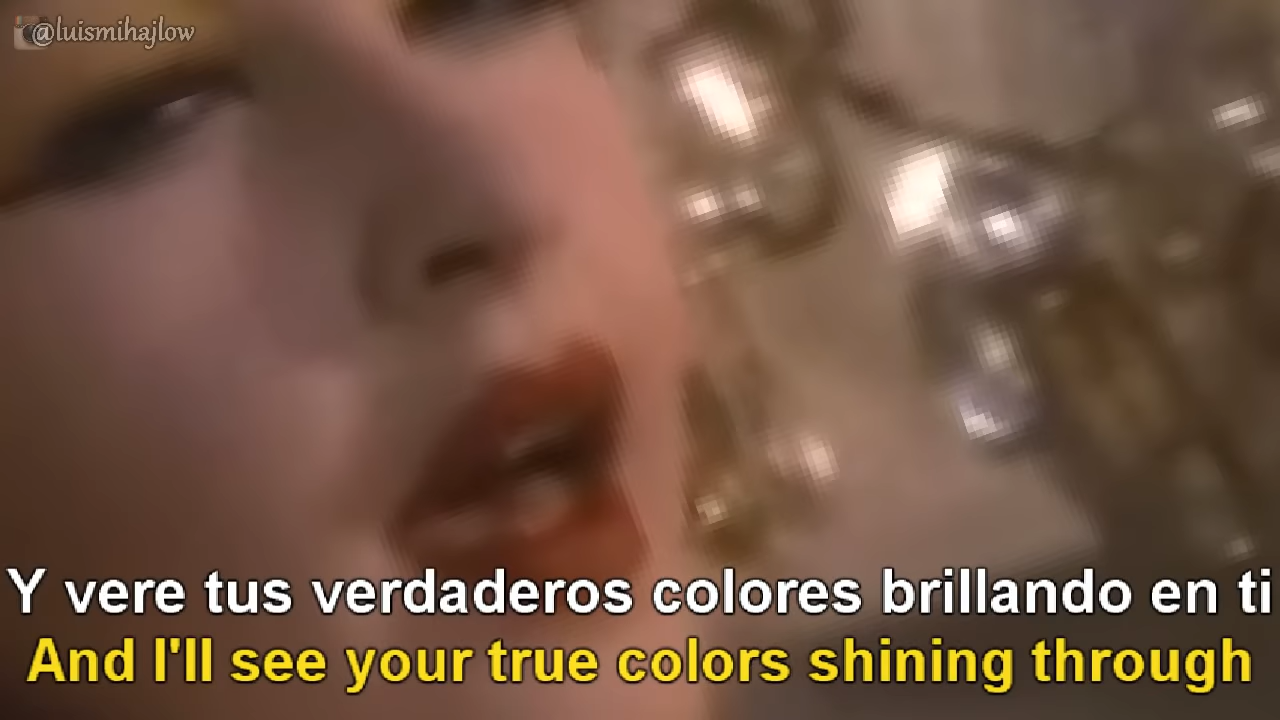 @luismihajlow
Y vere tus verdaderos colores brillando en ti
And I'll see your true colors shining through